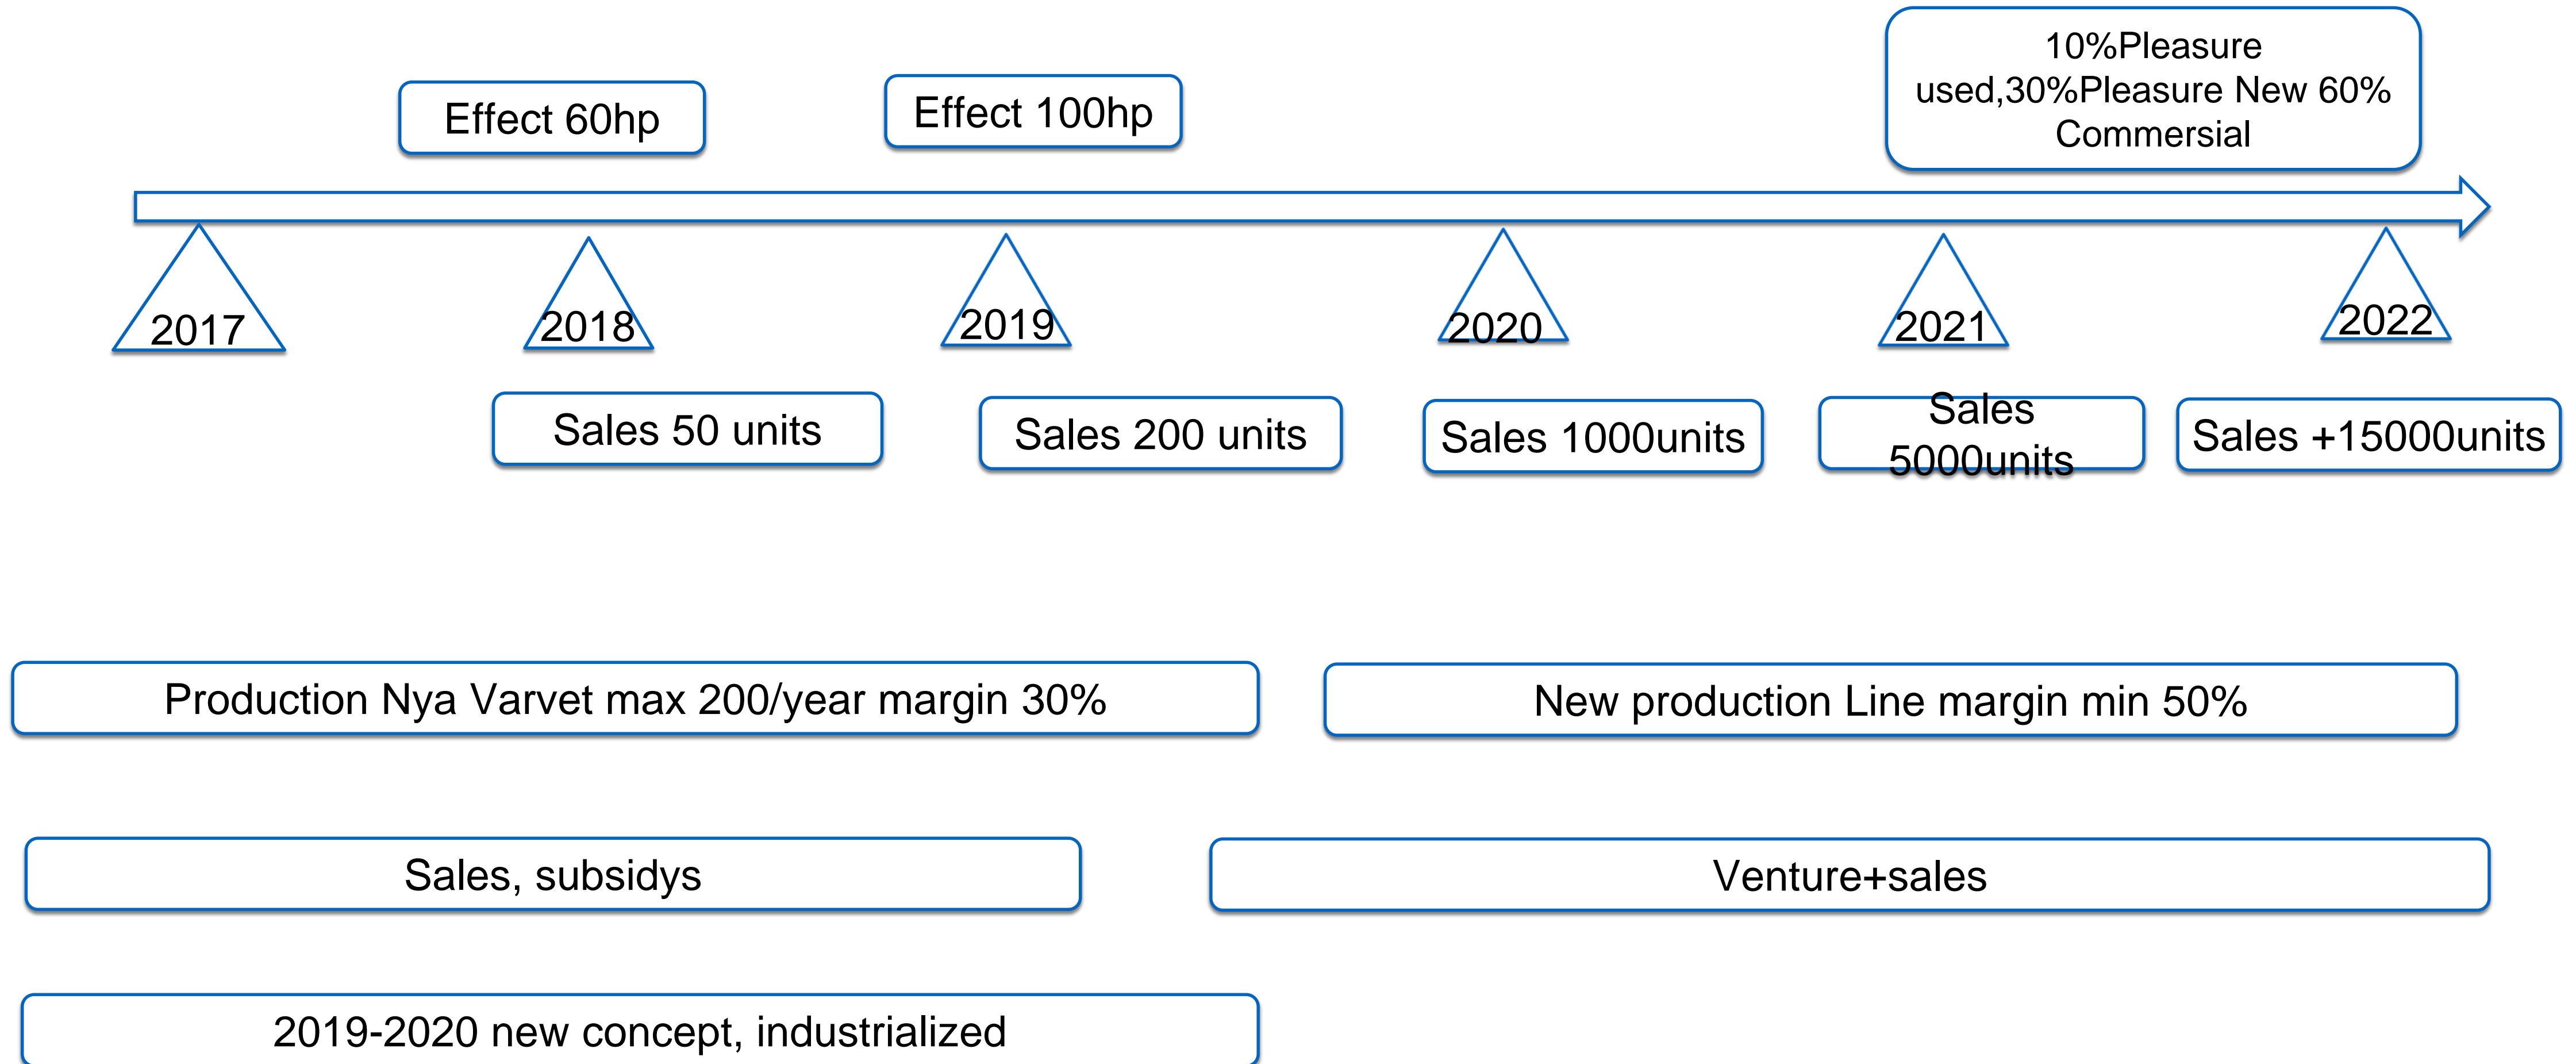 10%Pleasure
used,30%Pleasure New 60%
Commersial
Effect 60hp
Effect 100hp
2017
2018
2019
2020
2021
2022
Sales 50 units
Sales 200 units
Sales 1000units
Sales
5000units
Sales +15000units
Production Nya Varvet max 200/year margin 30%
New production Line margin min 50%
Sales, subsidys
Venture+sales
2019-2020 new concept, industrialized